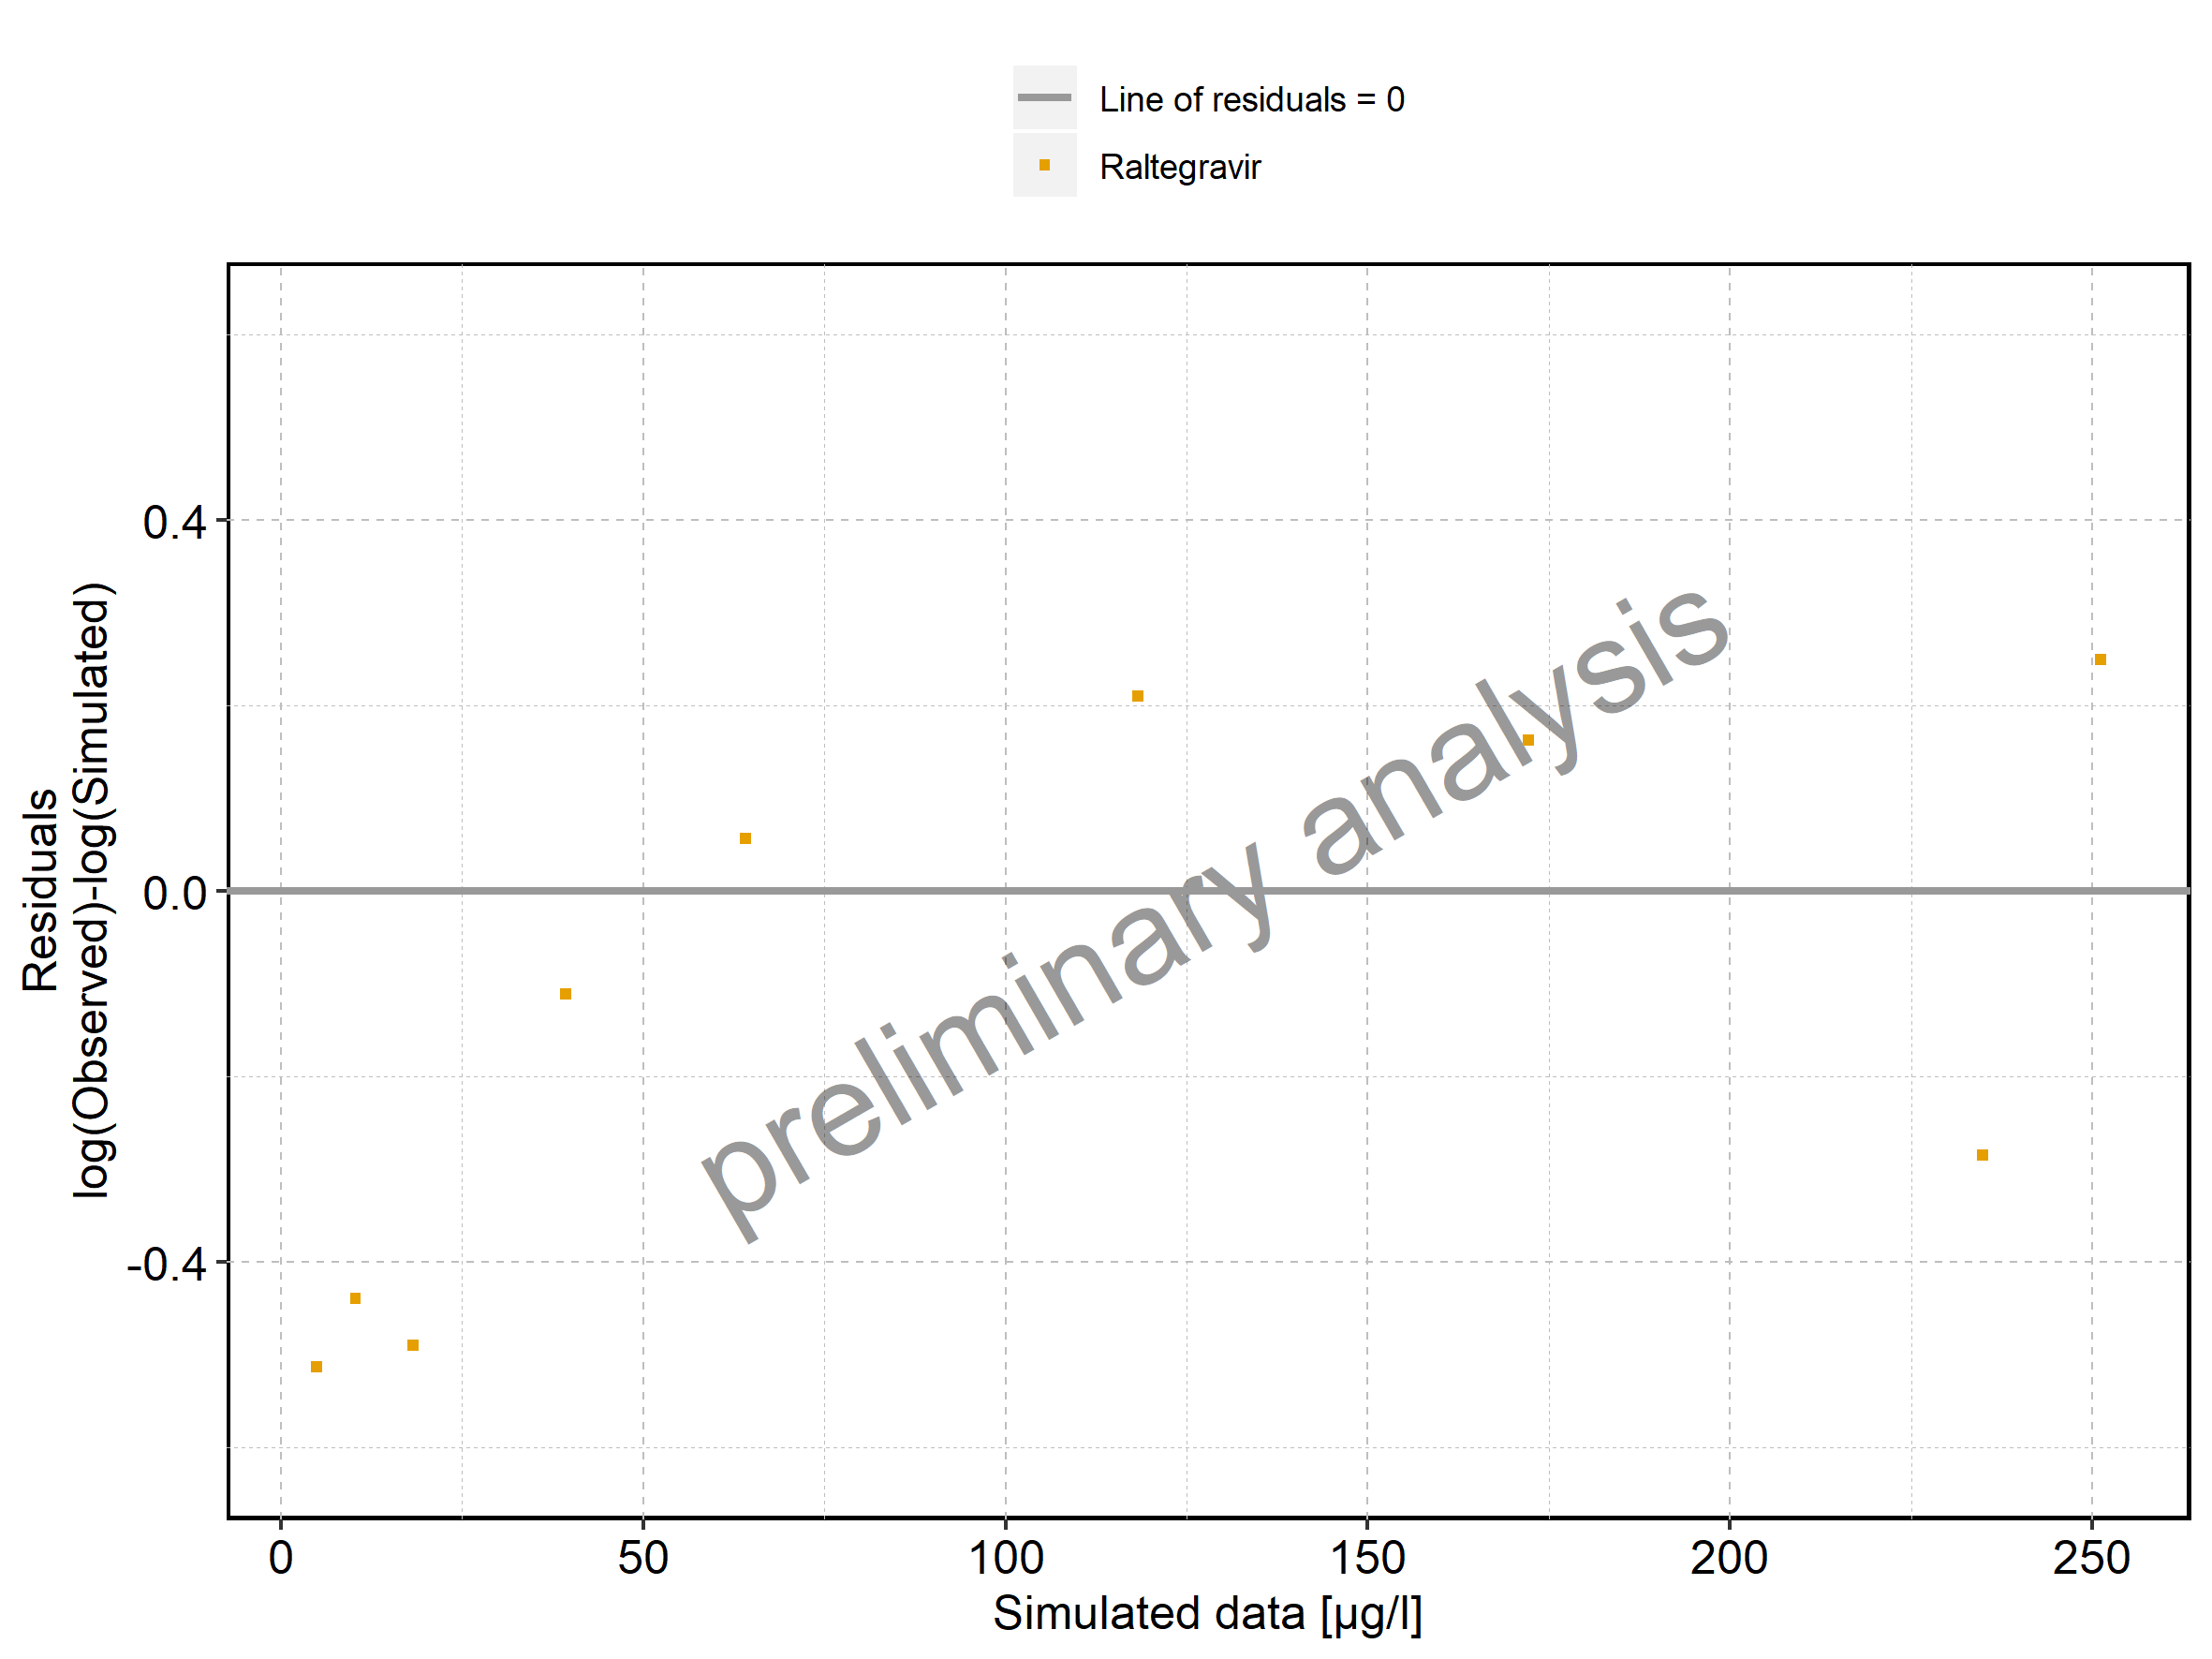 Line of residuals = 0
Raltegravir
Residuals
log(Observed)-log(Simulated)
0.4
0.0
-0.4
preliminary analysis
0 50 100 150 200 250
Simulated data [µg/l]